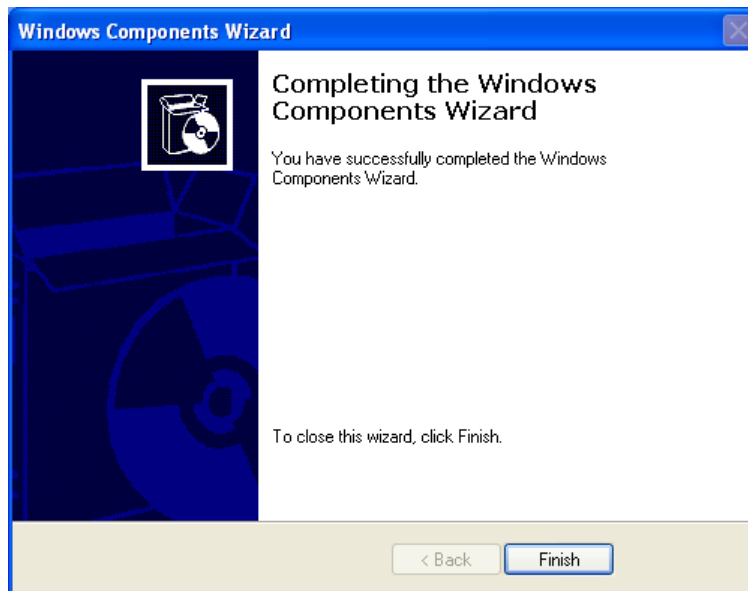 Windows Components Wizard
Completing the Windows
Components Wizard
You have successfully completed the Windows
Components Wizard.
To close this wizard, click Finish.
< Back
Finish